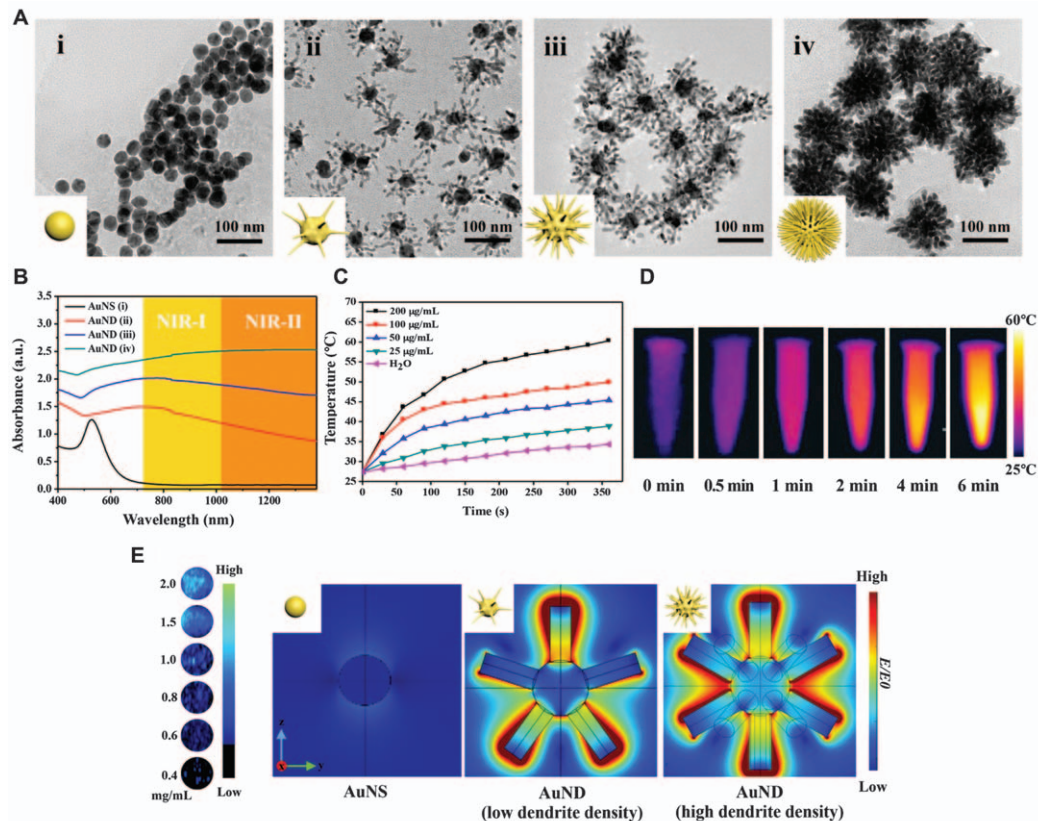 A
i
ii
iii
iv
100 nm
100 nm
100 nm
100 nm
B
3.5
3.0
2.5
2.0
1.5
1.0
0.5
0.0
Absorbance (a.u.)
AuNS (i)
AuND (ii)
AuND (iii)
AuND (iv)
NIR-I
NIR-II
400 600 800 1000 1200
Wavelength (nm)
C
70
65
60
55
50
45
40
35
30
25
Temperature (°C)
200 μg/mL
100 μg/mL
50 μg/mL
25 μg/mL
H2O
0 50 100 150 200 250 300 350
Time (s)
D
60°C
25°C
0 min 0.5 min 1 min 2 min 4 min 6 min
E
2.0
1.5
1.0
0.8
0.6
0.4
mg/mL
High
Low
z
x
y
AuNS
AuND
(low dendrite density)
AuND
(high dendrite density)
High
E/E0
Low